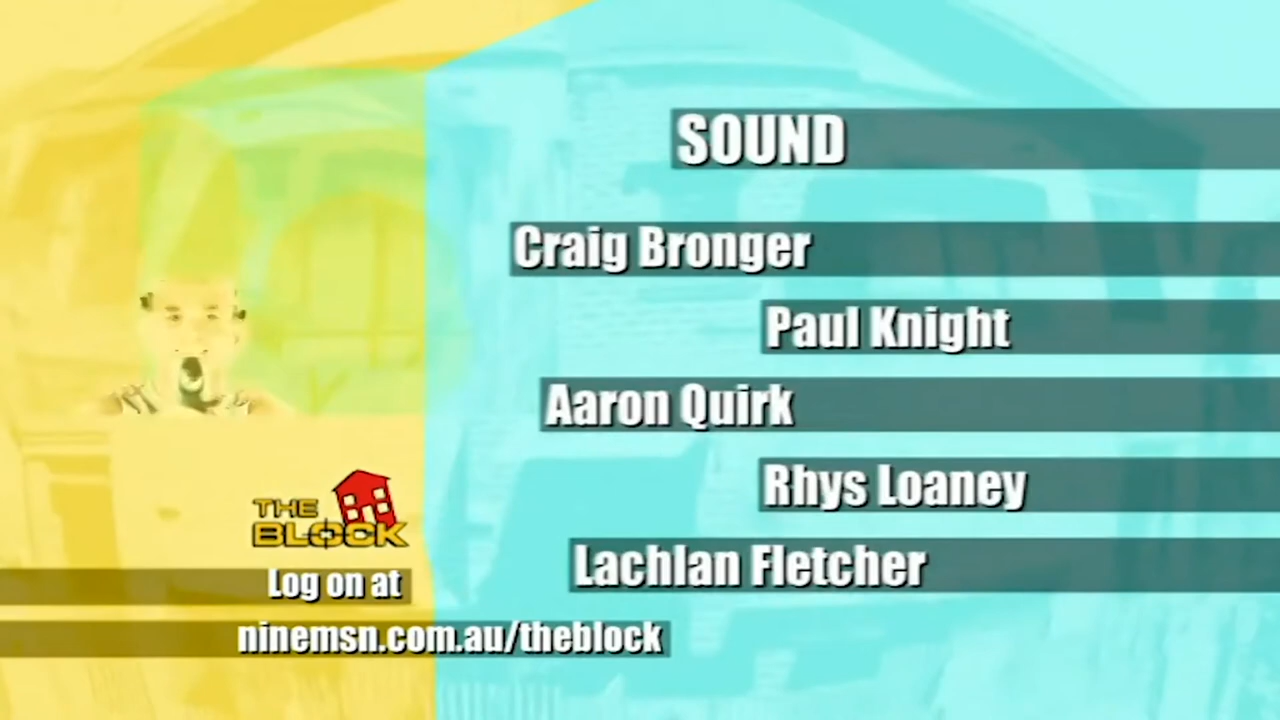 SOUND
Craig Bronger
Paul Knight
Aaron Quirk
Rhys Loaney
Lachlan Fletcher
THE
BLOCK
Log on at
ninemsn.com.au/theblock